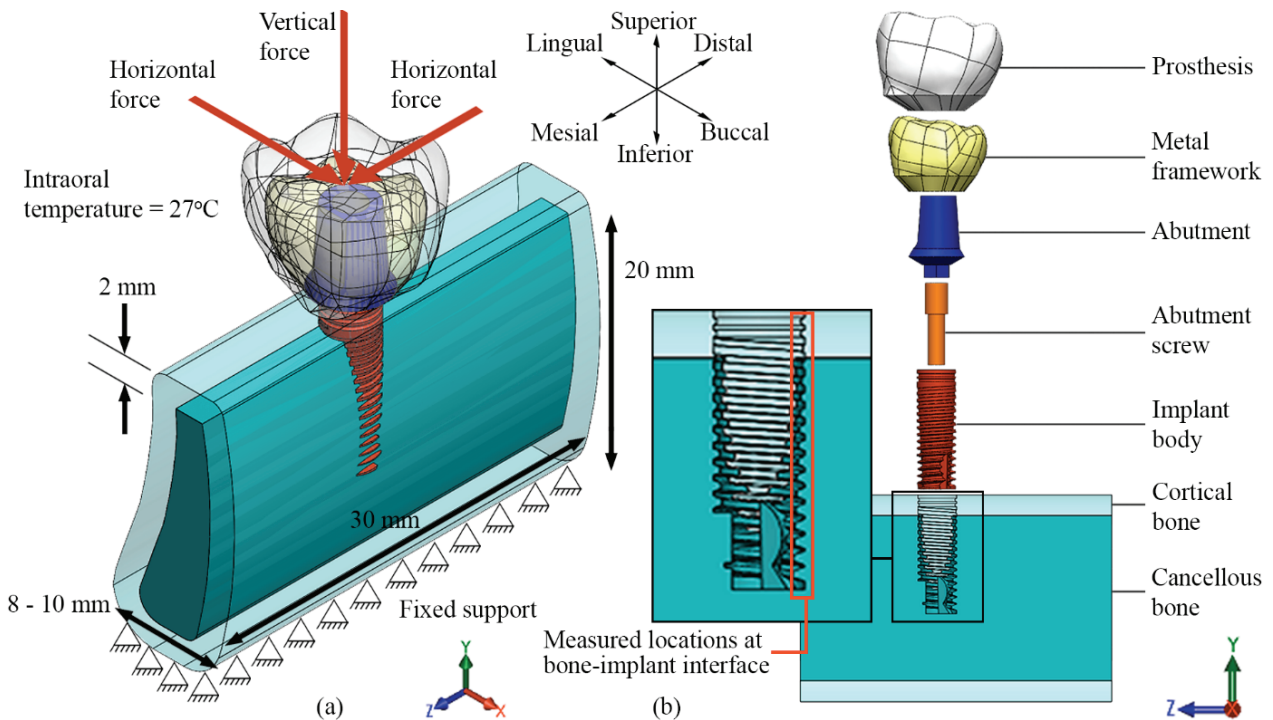 Vertical
force
Horizontal
force
Horizontal
force
Intraoral
temperature = 27°C
2 mm
20 mm
30 mm
8 - 10 mm
Fixed support
Y
Z
X
(a)
Superior
Lingual
Distal
Mesial
Buccal
Inferior
Prosthesis
Metal
framework
Abutment
Abutment
screw
Implant
body
Cortical
bone
Cancellous
bone
Measured locations at
bone-implant interface
(b)
Y
Z
X